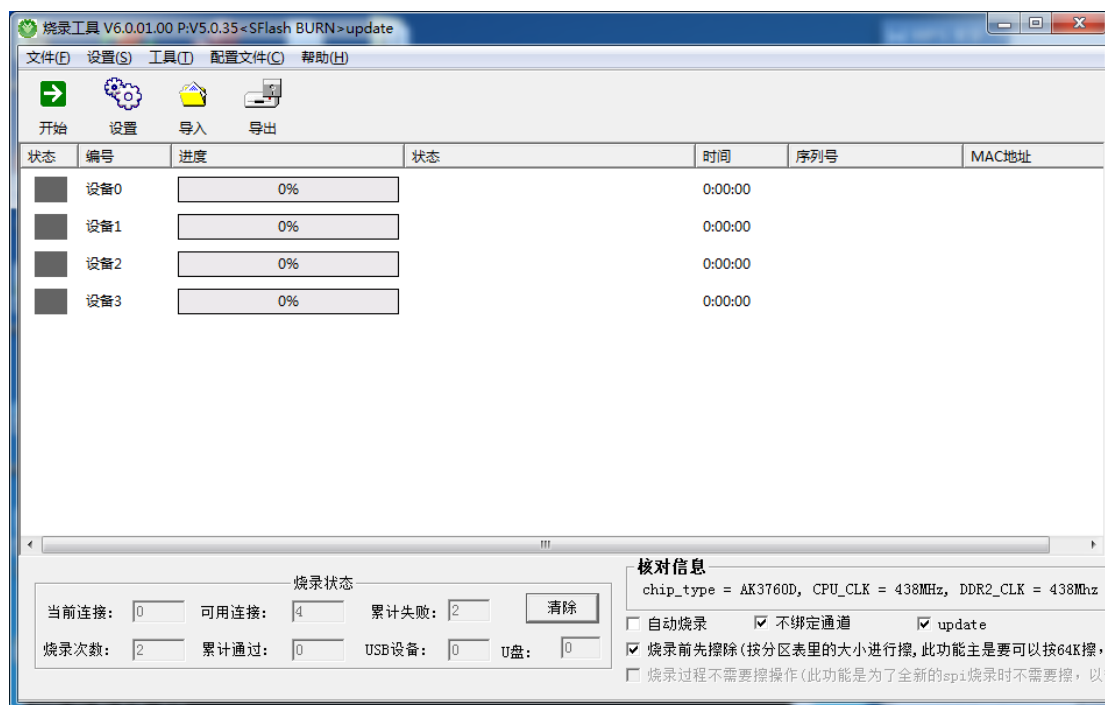 烧录工具 V6.0.01.00 P:V5.0.35<SFlash BURN>update
文件(F) 设置(S) 工具(T) 配置文件(C) 帮助(H)
开始 设置 导入 导出
状态 编号 进度 状态 时间 序列号 MAC地址
设备0 0% 0:00:00
设备1 0% 0:00:00
设备2 0% 0:00:00
设备3 0% 0:00:00
烧录状态
当前连接: 0 可用连接: 4 累计失败: 2 清除
烧录次数: 2 累计通过: 0 USB设备: 0 U盘: 0
核对信息
chip_type = AK3760D, CPU_CLK = 438MHz, DDR2_CLK = 438Mhz
自动烧录 不绑定通道 update
烧录前先擦除(按分区表里的大小进行擦,此功能主是要可以按64K擦,
烧录过程不需要擦操作(此功能是为了全新的spi烧录时不需要擦，以